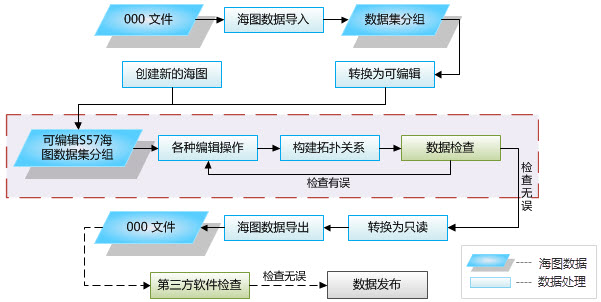 000 文件
海图数据导入
数据集分组
创建新的海图
转换为可编辑
可编辑S57海
图数据集分组
各种编辑操作
构建拓扑关系
数据检查
检查有误
检查无误
000 文件
海图数据导出
转换为只读
第三方软件检查
检查无误
数据发布
海图数据
数据处理